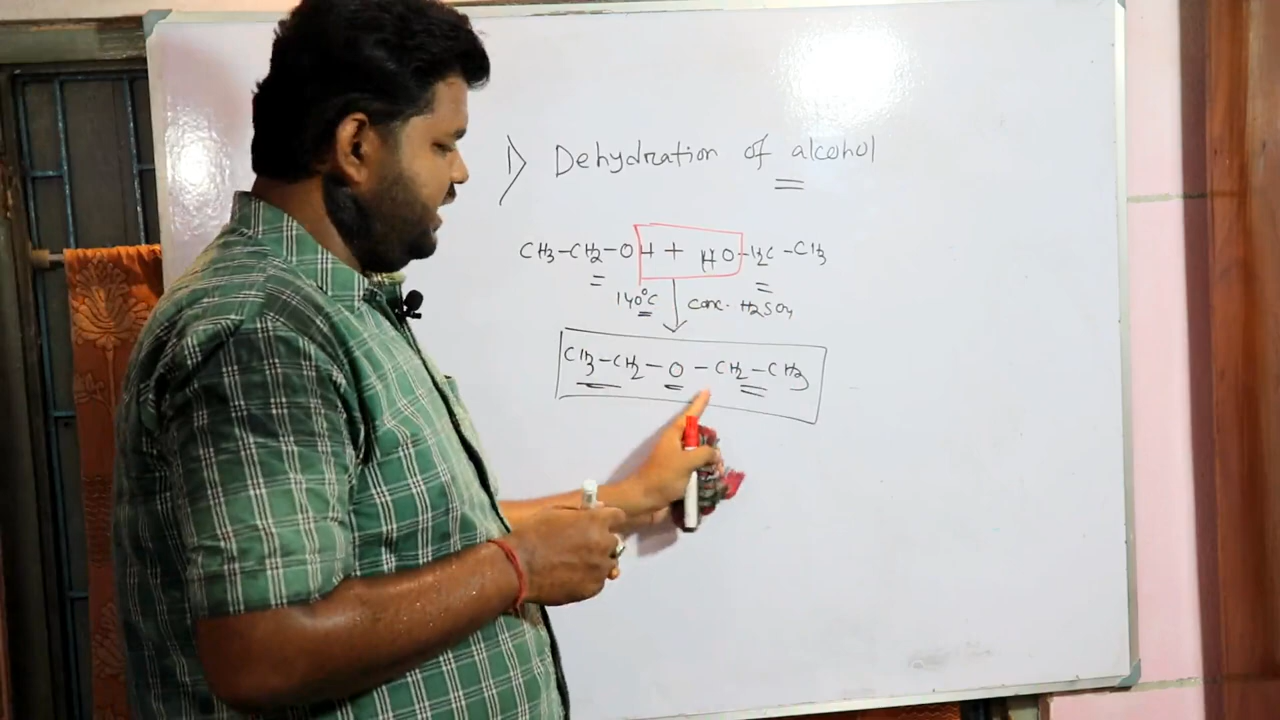 1) Dehydration of alcohol
CH3-CH2-OH + HO-H2C-CH3
140°C conc. H2SO4
CH3-CH2-O-CH2-CH3